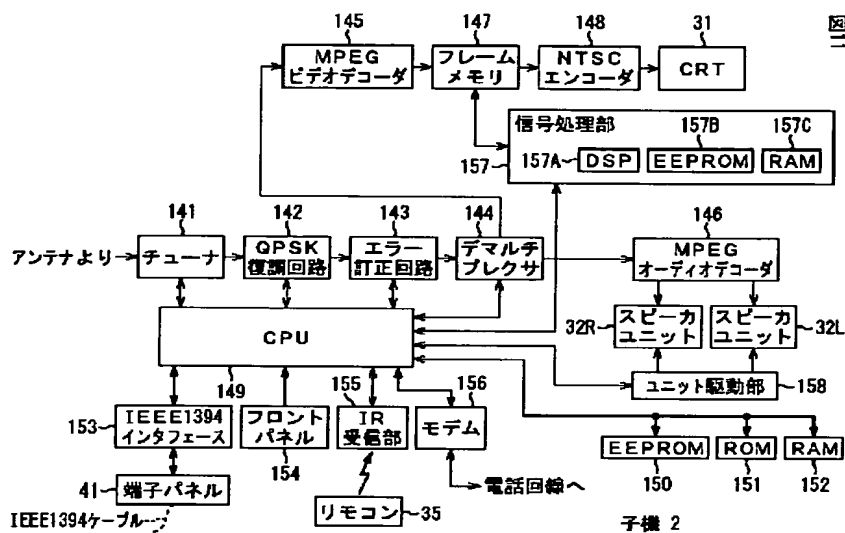 145
147
148
31
図
MPEG
ビデオデコーダ
フレーム
メモリ
NTSC
エンコーダ
CRT
信号処理部
157B
157C
157A
DSP
EEPROM
RAM
157
141
142
143
144
146
アンテナより
チューナ
QPSK
復調回路
エラー
訂正回路
デマルチ
プレクサ
MPEG
オーディオデコーダ
CPU
32R
スピーカ
ユニット
スピーカ
ユニット
32L
149
155
156
ユニット駆動部
158
153
IEEE1394
インタフェース
フロント
パネル
154
IR
受信部
モデム
EEPROM
ROM
RAM
150
151
152
41
端子パネル
電話回線へ
IEEE1394ケーブル
リモコン
35
子機 2